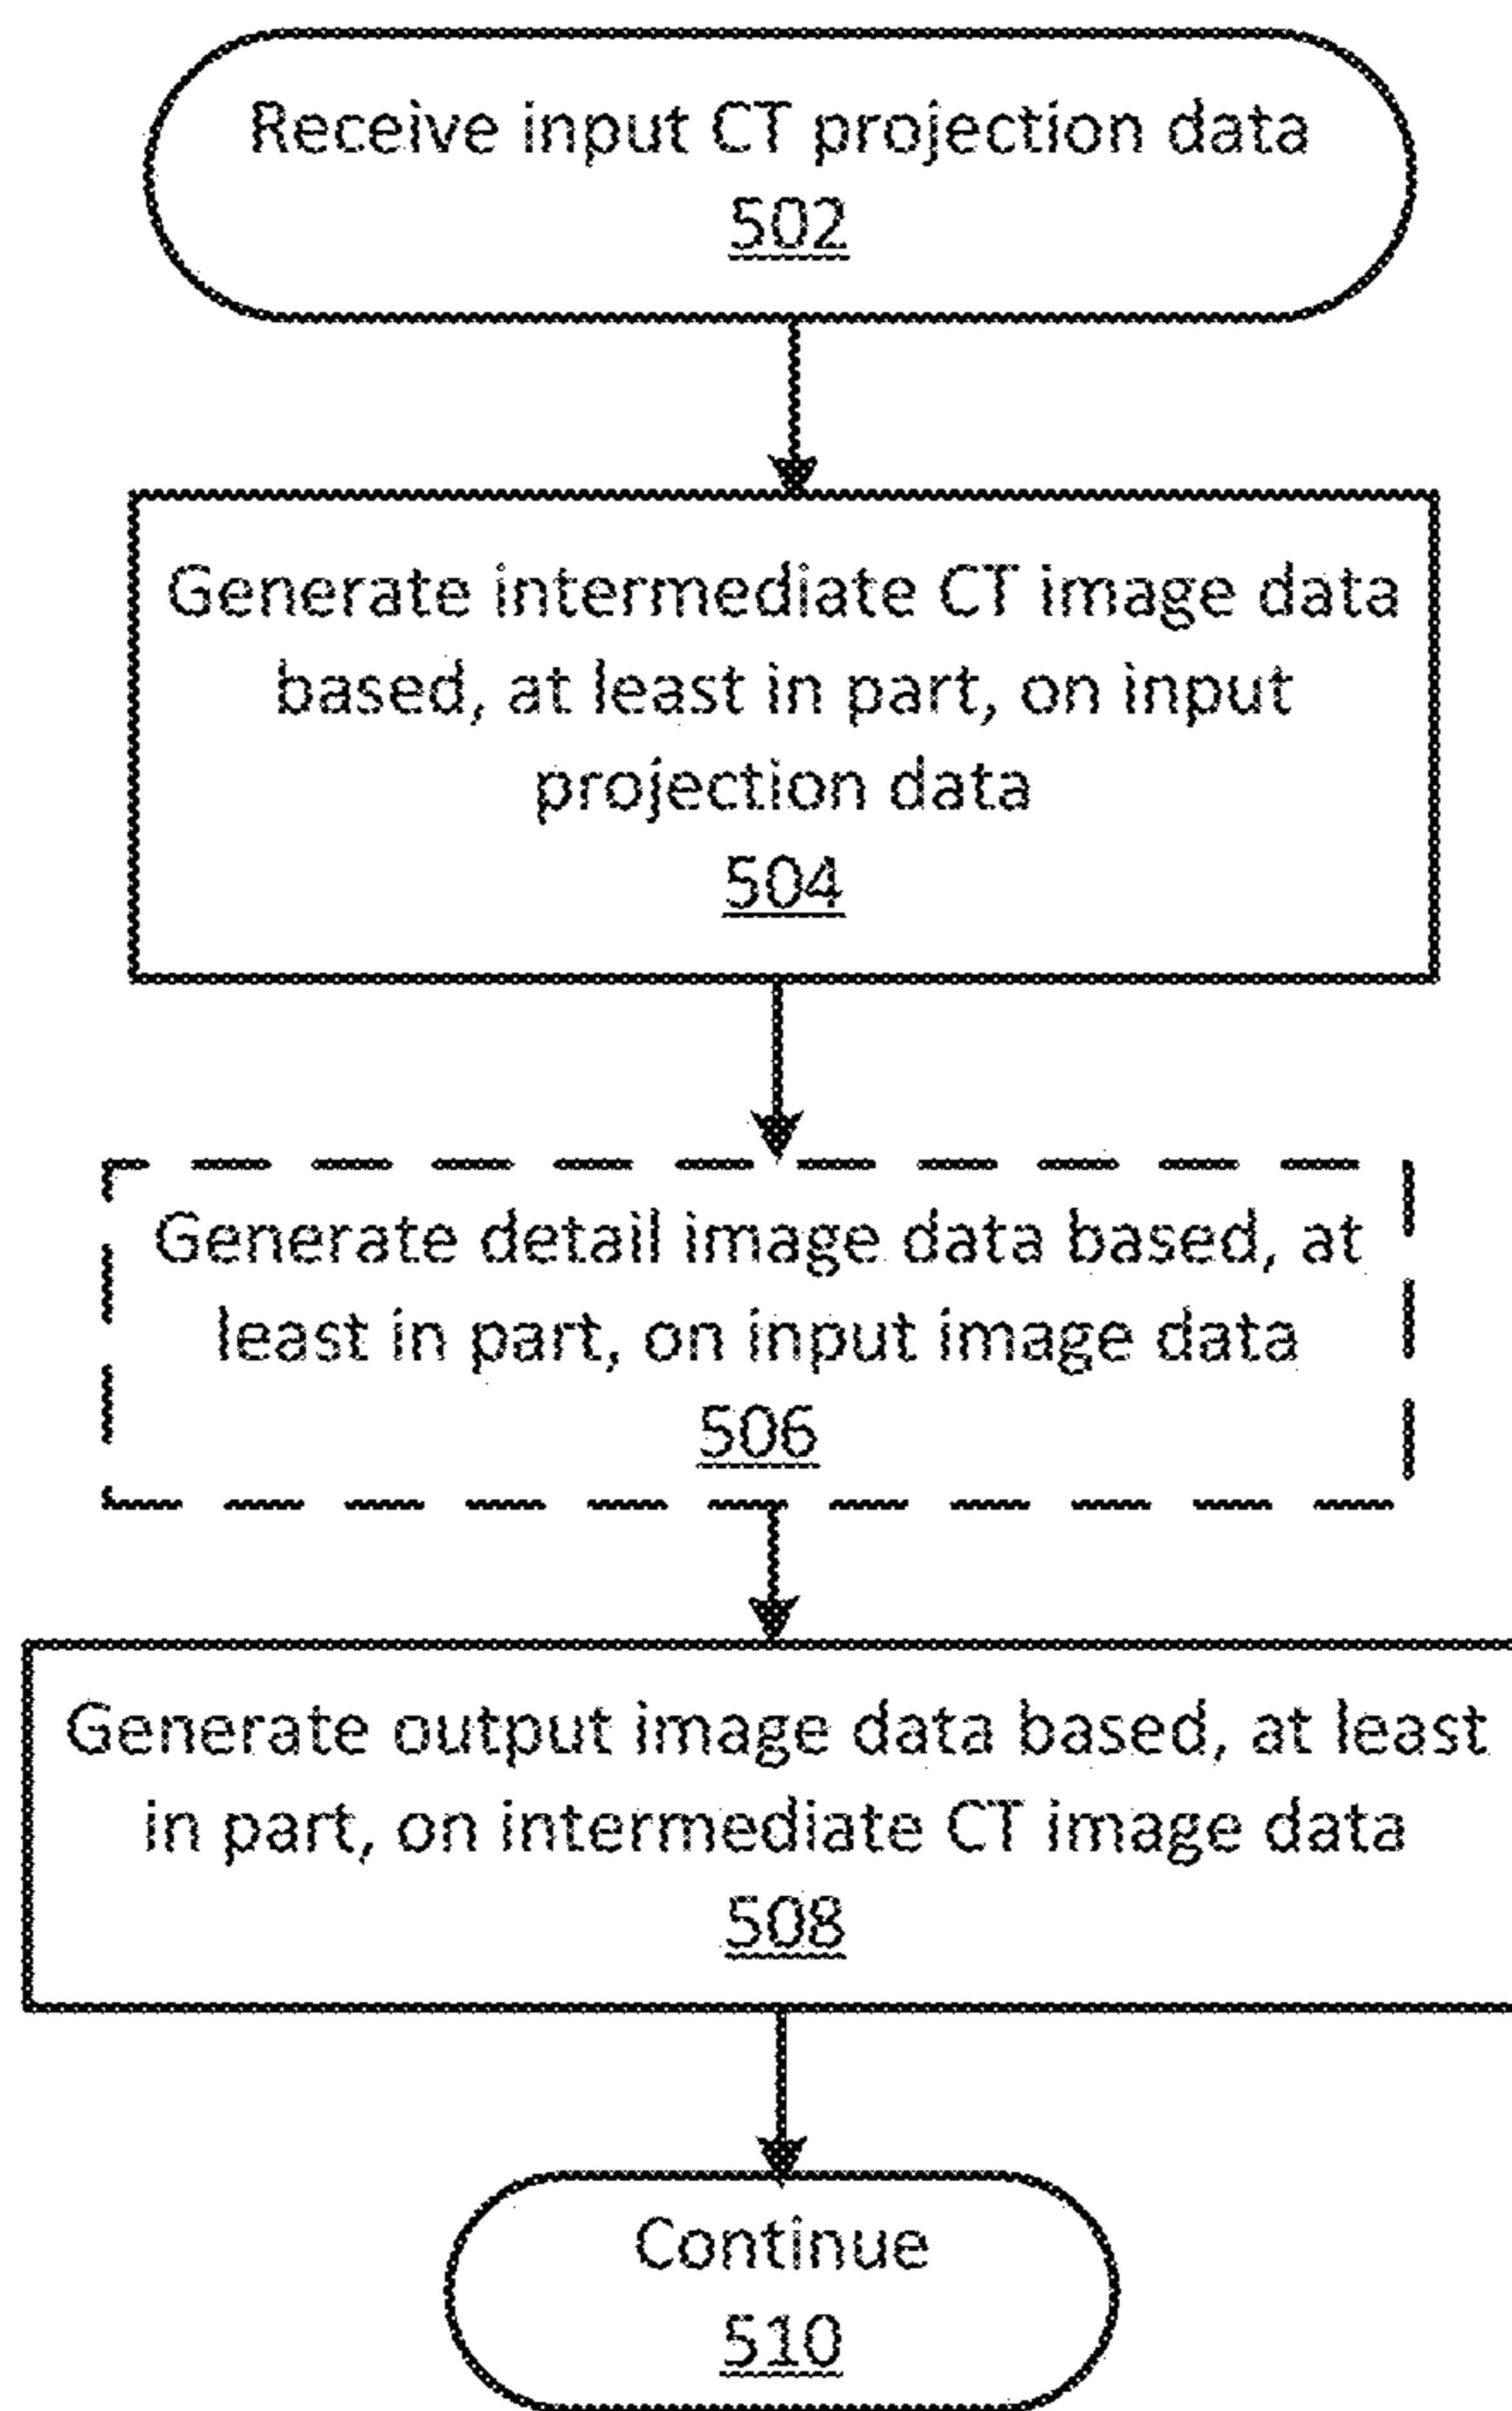 Receive input CT projection data
502
Generate intermediate CT image data
based, at least in part, on input
projection data
504
Generate detail image data based, at
least in part, on input image data
506
Generate output image data based, at least
in part, on intermediate CT image data
508
Continue
510